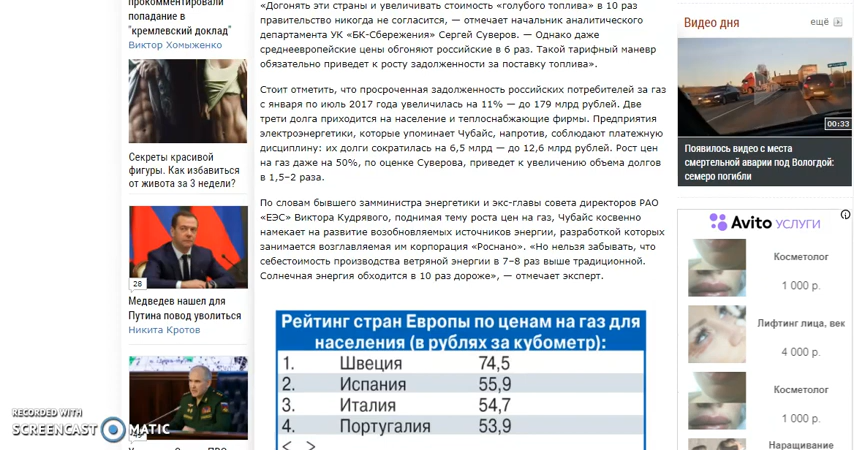 прокомментировали
попадание в
"кремлевский доклад"
Виктор Хомыженко
Секреты красивой
фигуры. Как избавиться
от живота за 3 недели?
28
Медведев нашел для
Путина повод уволиться
Никита Кротов
«Догонять эти страны и увеличивать стоимость «голубого топлива» в 10 раз
правительство никогда не согласится, — отмечает начальник аналитического
департамента УК «БК-Сбережения» Сергей Суверов. — Однако даже
среднеевропейские цены обгоняют российские в 6 раз. Такой тарифный маневр
обязательно приведет к росту задолженности за поставку топлива».
Стоит отметить, что просроченная задолженность российских потребителей за газ
с января по июль 2017 года увеличилась на 11% — до 179 млрд рублей. Две
трети долга приходится на население и теплоснабжающие фирмы. Предприятия
электроэнергетики, которые упоминает Чубайс, напротив, соблюдают платежную
дисциплину: их долги сократилась на 6,5 млрд — до 12,6 млрд рублей. Рост цен
на газ даже на 50%, по оценке Суверова, приведет к увеличению объема долгов
в 1,5–2 раза.
По словам бывшего замминистра энергетики и экс-главы совета директоров РАО
«ЕЭС» Виктора Кудрявого, поднимая тему роста цен на газ, Чубайс косвенно
намекает на развитие возобновляемых источников энергии, разработкой которых
занимается возглавляемая им корпорация «Роснано». «Но нельзя забывать, что
себестоимость производства ветряной энергии в 7–8 раз выше традиционной.
Солнечная энергия обходится в 10 раз дороже», — отмечает эксперт.
Рейтинг стран Европы по ценам на газ для
населения (в рублях за кубометр):
1. Швеция 74,5
2. Испания 55,9
3. Италия 54,7
4. Португалия 53,9
< >
Видео дня
ещё
00:33
Появилось видео с места
смертельной аварии под Вологдой:
семеро погибли
Avito УСЛУГИ
Косметолог
1 000 р.
Лифтинг лица, век
4 000 р.
Косметолог
1 000 р.
Наращивание
RECORDED WITH
SCREENCAST MATIC